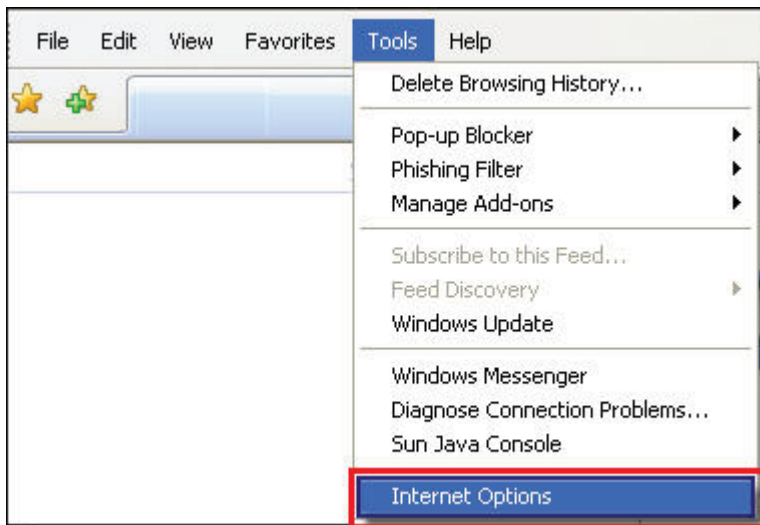 File Edit View Favorites Tools Help
Delete Browsing History...
Pop-up Blocker
Phishing Filter
Manage Add-ons
Subscribe to this Feed...
Feed Discovery
Windows Update
Windows Messenger
Diagnose Connection Problems...
Sun Java Console
Internet Options